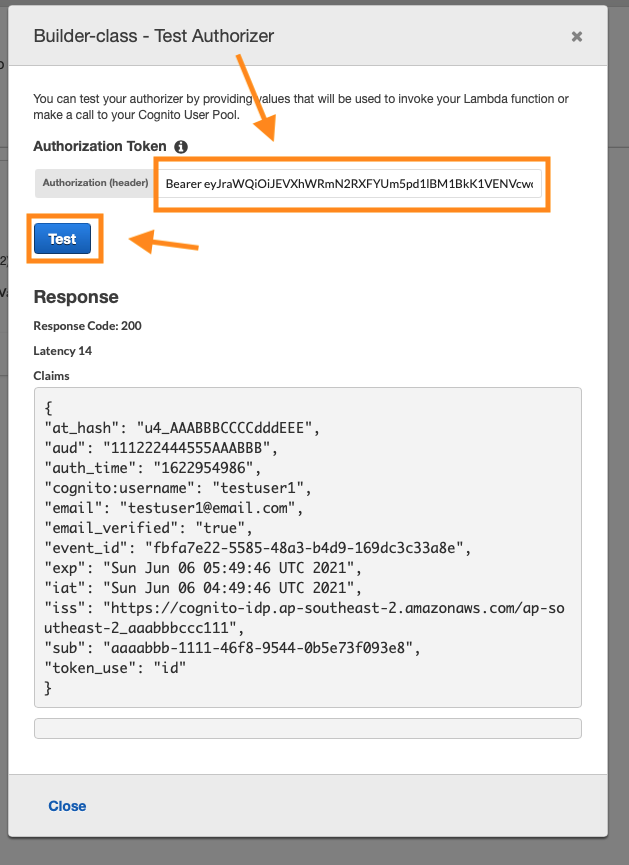 Builder-class - Test Authorizer
×
You can test your authorizer by providing values that will be used to invoke your Lambda function or
make a call to your Cognito User Pool.
Authorization Token
Authorization (header)
Bearer eyJraWQiOiJEVXhWRmN2RXFYUm5pd1lBM1BkK1VENVcwc
Test
Response
Response Code: 200
Latency 14
Claims
{
"at_hash": "u4_AAABBBCCCCdddEEE",
"aud": "111222444555AAABBB",
"auth_time": "1622954986",
"cognito:username": "testuser1",
"email": "testuser1@email.com",
"email_verified": "true",
"event_id": "fbfa7e22-5585-48a3-b4d9-169dc3c33a8e",
"exp": "Sun Jun 06 05:49:46 UTC 2021",
"iat": "Sun Jun 06 04:49:46 UTC 2021",
"iss": "https://cognito-idp.ap-southeast-2.amazonaws.com/ap-so
utheast-2_aaabbbccc111",
"sub": "aaaabbb-1111-46f8-9544-0b5e73f093e8",
"token_use": "id"
}
Close